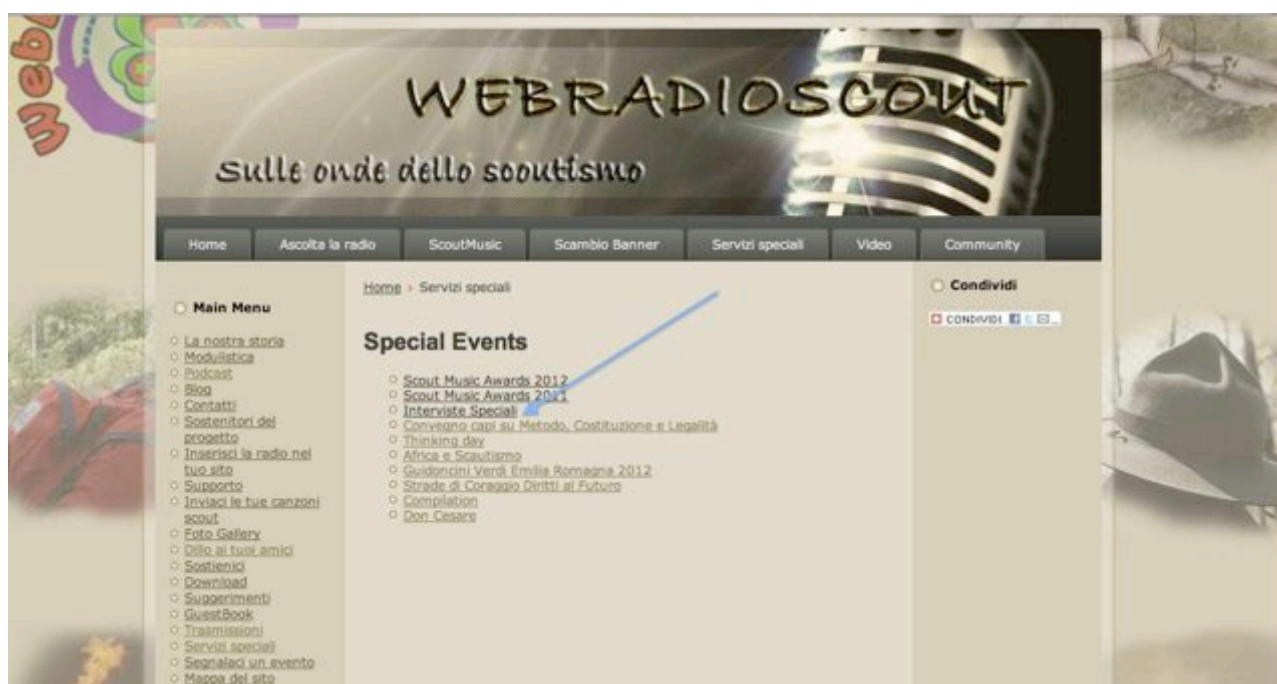 Web
WEBRADIOSCOUT
Sulle onde dello scoutismo
Home Ascolta la radio ScoutMusic Scambio Banner Servizi speciali Video Community
Main Menu
La nostra storia
Modulistica
Podcast
Blog
Contatti
Sostenitori del
progetto
Inserisci la radio nel
tuo sito
Supporto
Inviaci le tue canzoni
scout
Foto Gallery
Dillo ai tuoi amici
Sostienici
Download
Suggerimenti
GuestBook
Trasmissioni
Servizi speciali
Segnalaci un evento
Mappa del sito
Home Servizi speciali
Special Events
Scout Music Awards 2012
Scout Music Awards 2011
Interviste Speciali
Convegno capi su Metodo, Costituzione e Legalità
Thinking day
Africa e Scautismo
Guidoncini Verdi Emilia Romagna 2012
Strade di Coraggio Diritti al Futuro
Compilation
Don Cesare
Condividi
CONDIVIDI